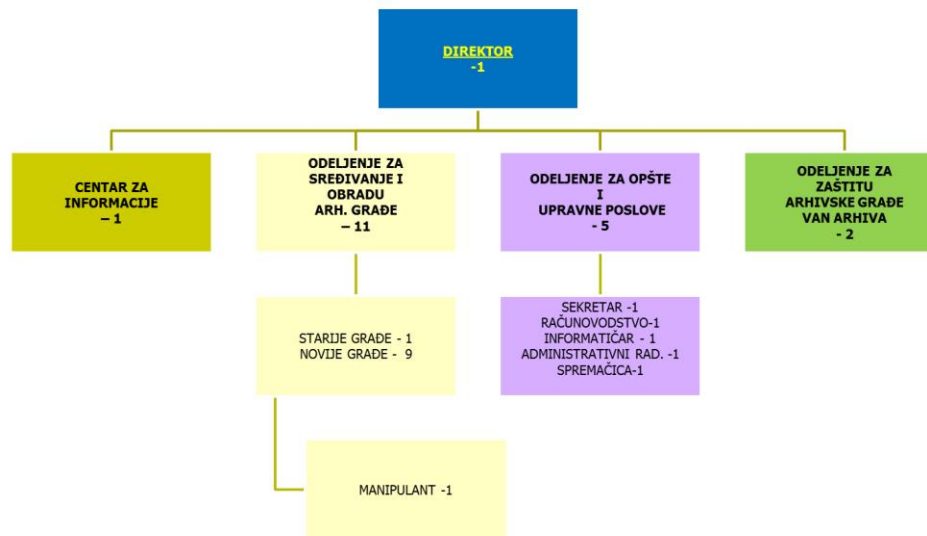 DIREKTOR
-1
CENTAR ZA
INFORMACIJE
– 1
ODELJENJE ZA
SREĐIVANJE I
OBRADU
ARH. GRAĐE
– 11
ODELJENJE ZA OPŠTE
I
UPRAVNE POSLOVE
- 5
ODELJENJE ZA
ZAŠTITU
ARHIVSKE GRAĐE
VAN ARHIVA
- 2
STARIJE GRAĐE - 1
NOVIJE GRAĐE -  9
SEKRETAR -1
RAČUNOVODSTVO-1
INFORMATIČAR - 1
ADMINISTRATIVNI RAD. -1
SPREMAČICA-1
MANIPULANT -1